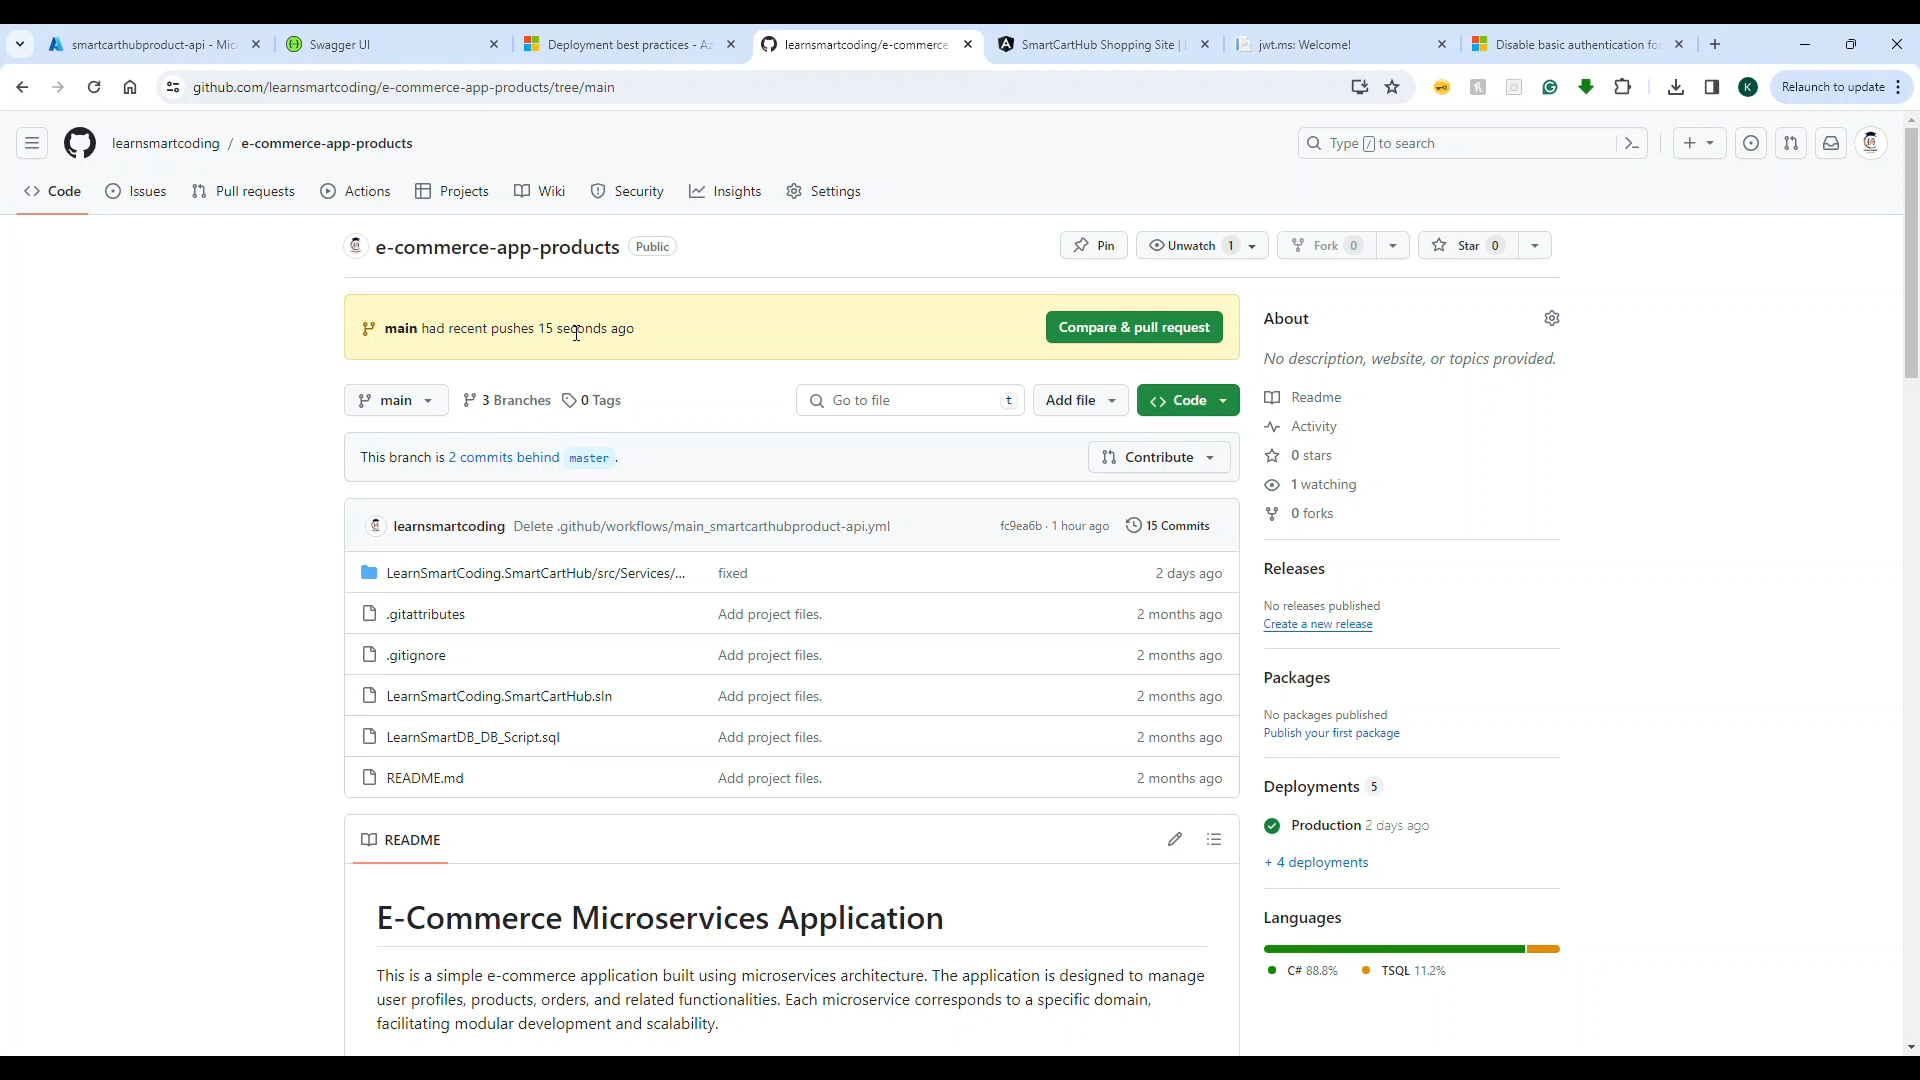 smartcarthubproduct-api - Mic
Swagger UI
Deployment best practices - Az
learnsmartcoding/e-commerce
SmartCartHub Shopping Site |
jwt.ms: Welcome!
Disable basic authentication for
github.com/learnsmartcoding/e-commerce-app-products/tree/main
K
Relaunch to update
learnsmartcoding / e-commerce-app-products
Type / to search
Code
Issues
Pull requests
Actions
Projects
Wiki
Security
Insights
Settings
e-commerce-app-products Public
Pin
Unwatch 1
Fork 0
Star 0
main had recent pushes 15 seconds ago
Compare & pull request
main
3 Branches
0 Tags
Go to file t
Add file
Code
This branch is 2 commits behind master .
Contribute
learnsmartcoding Delete .github/workflows/main_smartcarthubproduct-api.yml fc9ea6b · 1 hour ago 15 Commits
LearnSmartCoding.SmartCartHub/src/Services/... fixed 2 days ago
.gitattributes Add project files. 2 months ago
.gitignore Add project files. 2 months ago
LearnSmartCoding.SmartCartHub.sln Add project files. 2 months ago
LearnSmartDB_DB_Script.sql Add project files. 2 months ago
README.md Add project files. 2 months ago
README
E-Commerce Microservices Application
This is a simple e-commerce application built using microservices architecture. The application is designed to manage
user profiles, products, orders, and related functionalities. Each microservice corresponds to a specific domain,
facilitating modular development and scalability.
About
No description, website, or topics provided.
Readme
Activity
0 stars
1 watching
0 forks
Releases
No releases published
Create a new release
Packages
No packages published
Publish your first package
Deployments 5
Production 2 days ago
+ 4 deployments
Languages
C# 88.8% TSQL 11.2%